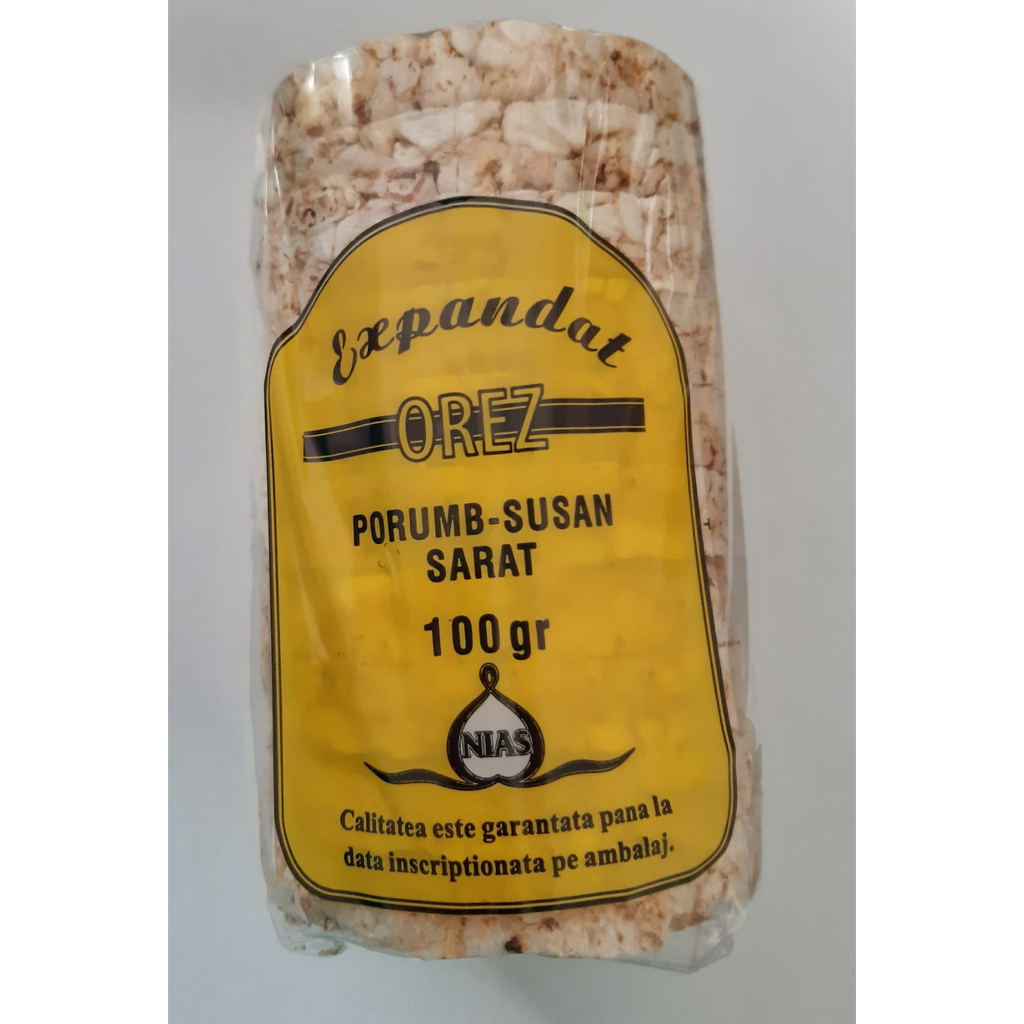 Expandat
OREZ
PORUMB-SUSAN
SARAT
100gr
NIAS
Calitatea este garantata pana la
data inscriptionata pe ambalaj.